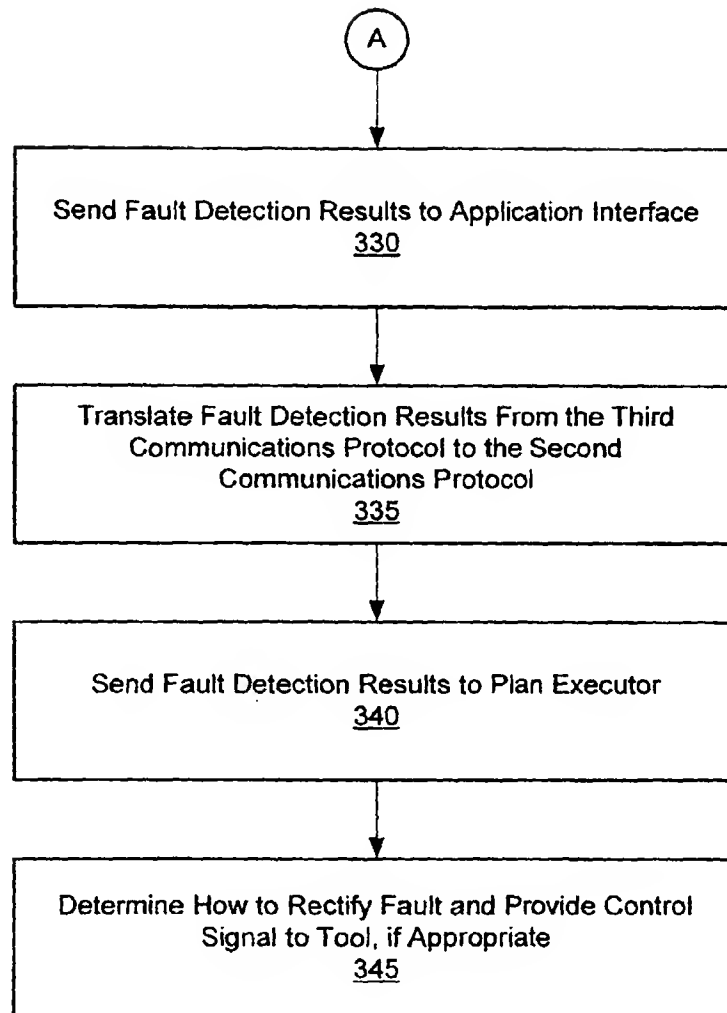 A
Send Fault Detection Results to Application Interface
330
Translate Fault Detection Results From the Third
Communications Protocol to the Second
Communications Protocol
335
Send Fault Detection Results to Plan Executor
340
Determine How to Rectify Fault and Provide Control
Signal to Tool, if Appropriate
345